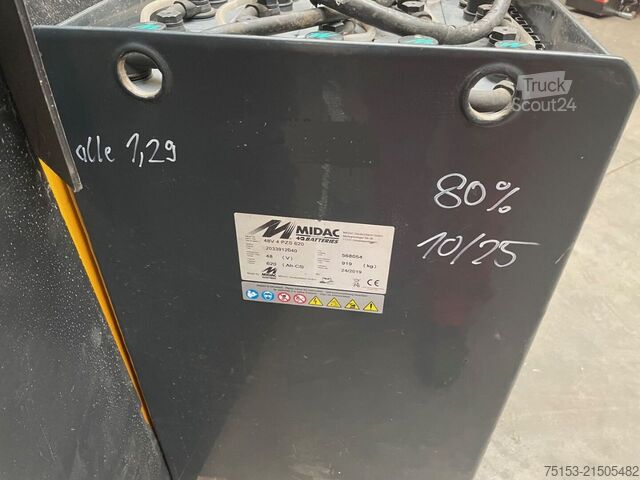 Truck
Scout24
alle 1,29
80%
10/25
MIDAC
BATTERIES
48V 4 PZS 620
2033912640
48 (V)
620 (Ah C5)
568054
919 (kg)
24/2019
CE
75153-21505482